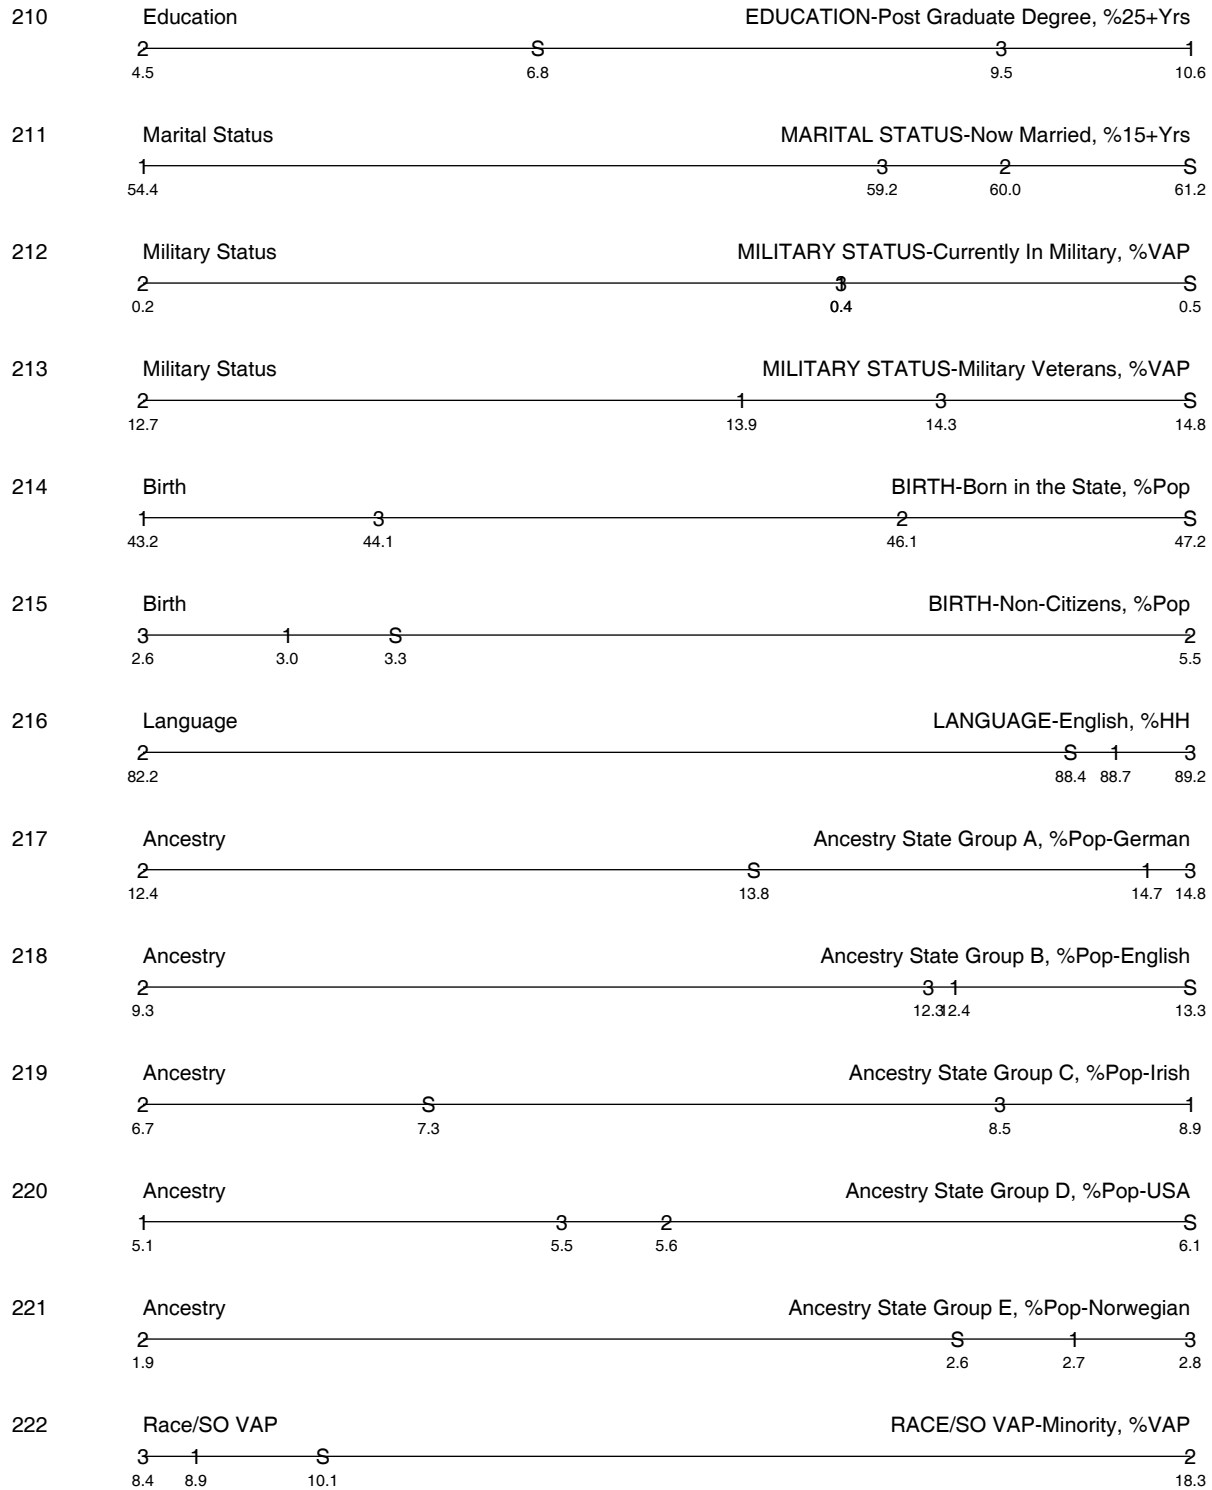 210 Education EDUCATION-Post Graduate Degree, %25+Yrs
2 S 3 1
4.5 6.8 9.5 10.6
211 Marital Status MARITAL STATUS-Now Married, %15+Yrs
1 3 2 S
54.4 59.2 60.0 61.2
212 Military Status MILITARY STATUS-Currently In Military, %VAP
2 3 S
0.2 0.4 0.5
213 Military Status MILITARY STATUS-Military Veterans, %VAP
2 1 3 S
12.7 13.9 14.3 14.8
214 Birth BIRTH-Born in the State, %Pop
1 3 2 S
43.2 44.1 46.1 47.2
215 Birth BIRTH-Non-Citizens, %Pop
3 1 S 2
2.6 3.0 3.3 5.5
216 Language LANGUAGE-English, %HH
2 S 1 3
82.2 88.4 88.7 89.2
217 Ancestry Ancestry State Group A, %Pop-German
2 S 1 3
12.4 13.8 14.7 14.8
218 Ancestry Ancestry State Group B, %Pop-English
2 3 1 S
9.3 12.3 12.4 13.3
219 Ancestry Ancestry State Group C, %Pop-Irish
2 S 3 1
6.7 7.3 8.5 8.9
220 Ancestry Ancestry State Group D, %Pop-USA
1 3 2 S
5.1 5.5 5.6 6.1
221 Ancestry Ancestry State Group E, %Pop-Norwegian
2 S 1 3
1.9 2.6 2.7 2.8
222 Race/SO VAP RACE/SO VAP-Minority, %VAP
3 1 S 2
8.4 8.9 10.1 18.3